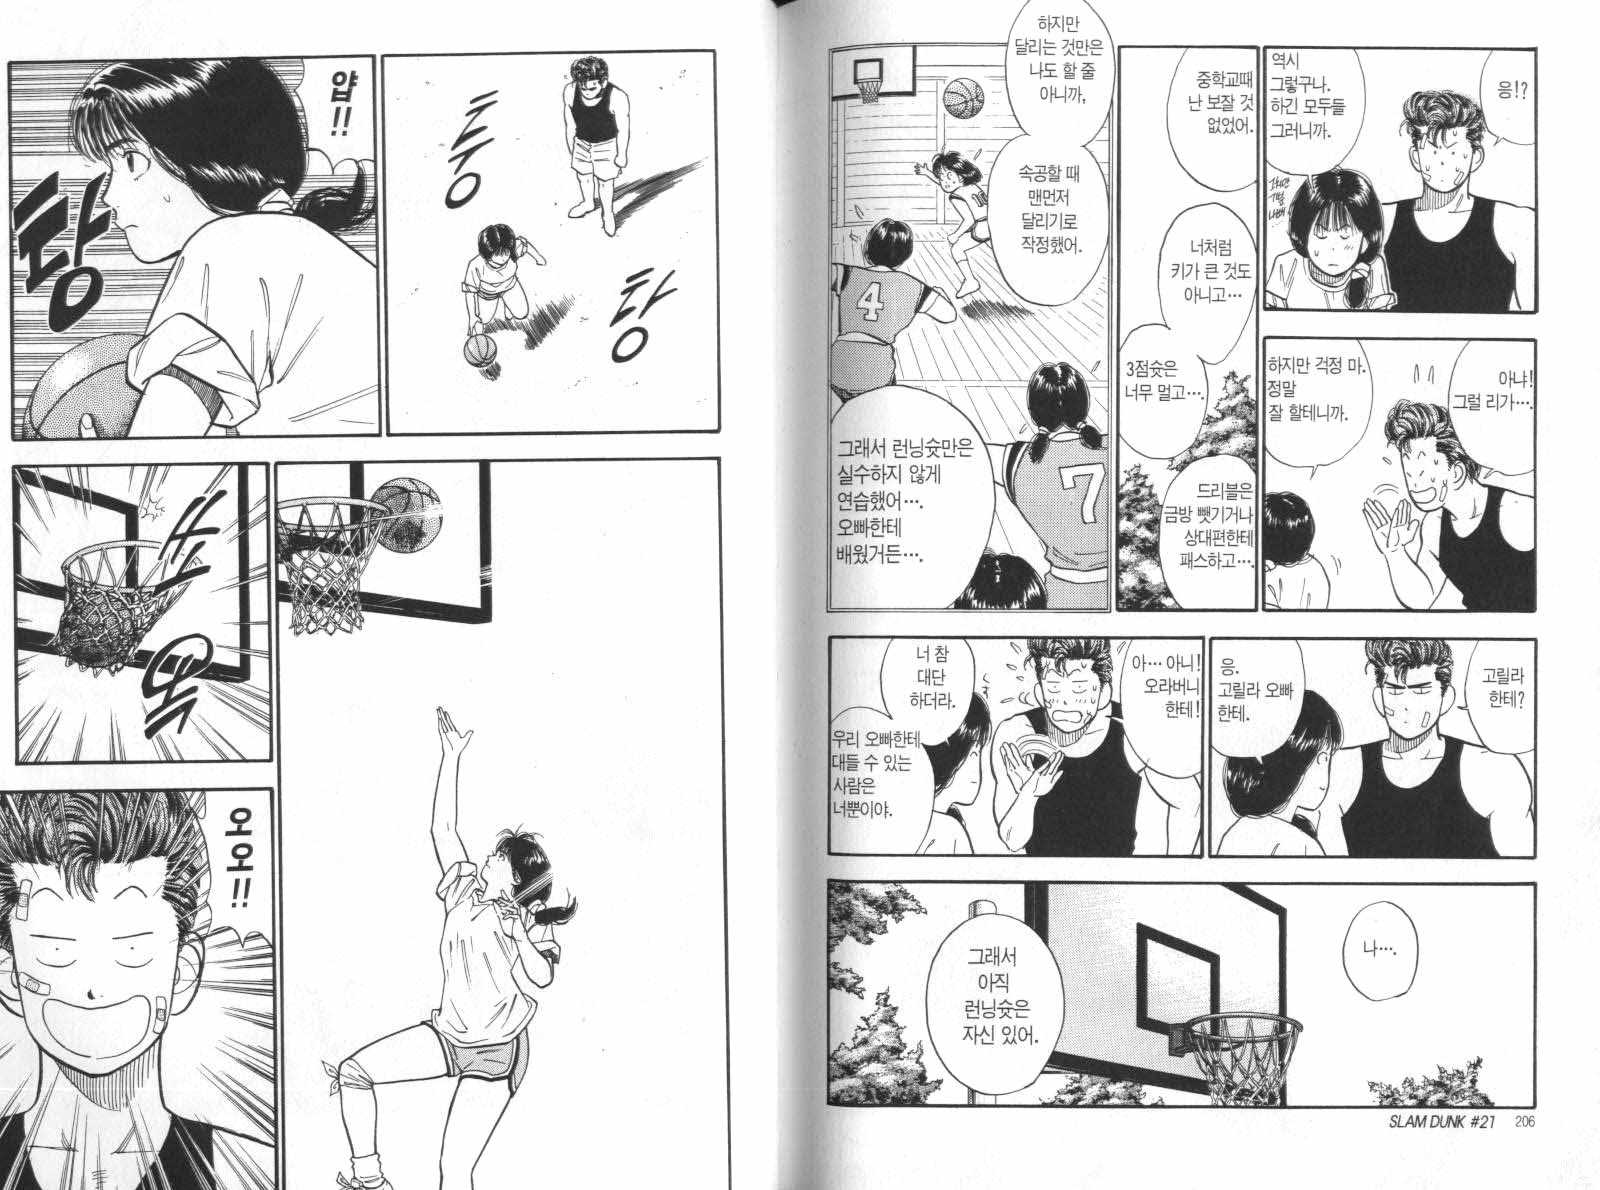 응!?
역시
그렇구나.
하긴 모두들
그러니까.
아냐!
그럴 리가….
하지만 걱정 마.
정말
잘 할테니까.
중학교때
난 보잘 것
없었어.
너처럼
키가 큰 것도
아니고…
3점슛은
너무 멀고….
드리블은
금방 뺏기거나
상대편한테
패스하고….
하지만
달리는 것만은
나도 할 줄
아니까,
속공할 때
맨먼저
달리기로
작정했어.
4
7
그래서 런닝슛만은
실수하지 않게
연습했어….
오빠한테
배웠거든….
고릴라
한테?
응.
고릴라 오빠
한테.
아… 아니!
오라버니
한테!
너 참
대단
하더라.
우리 오빠한테
대들 수 있는
사람은
너뿐이야.
나….
그래서
아직
런닝슛은
자신 있어.
SLAM DUNK #21 206
통
탕
얍!!
탕
쏘
옥
오오!!